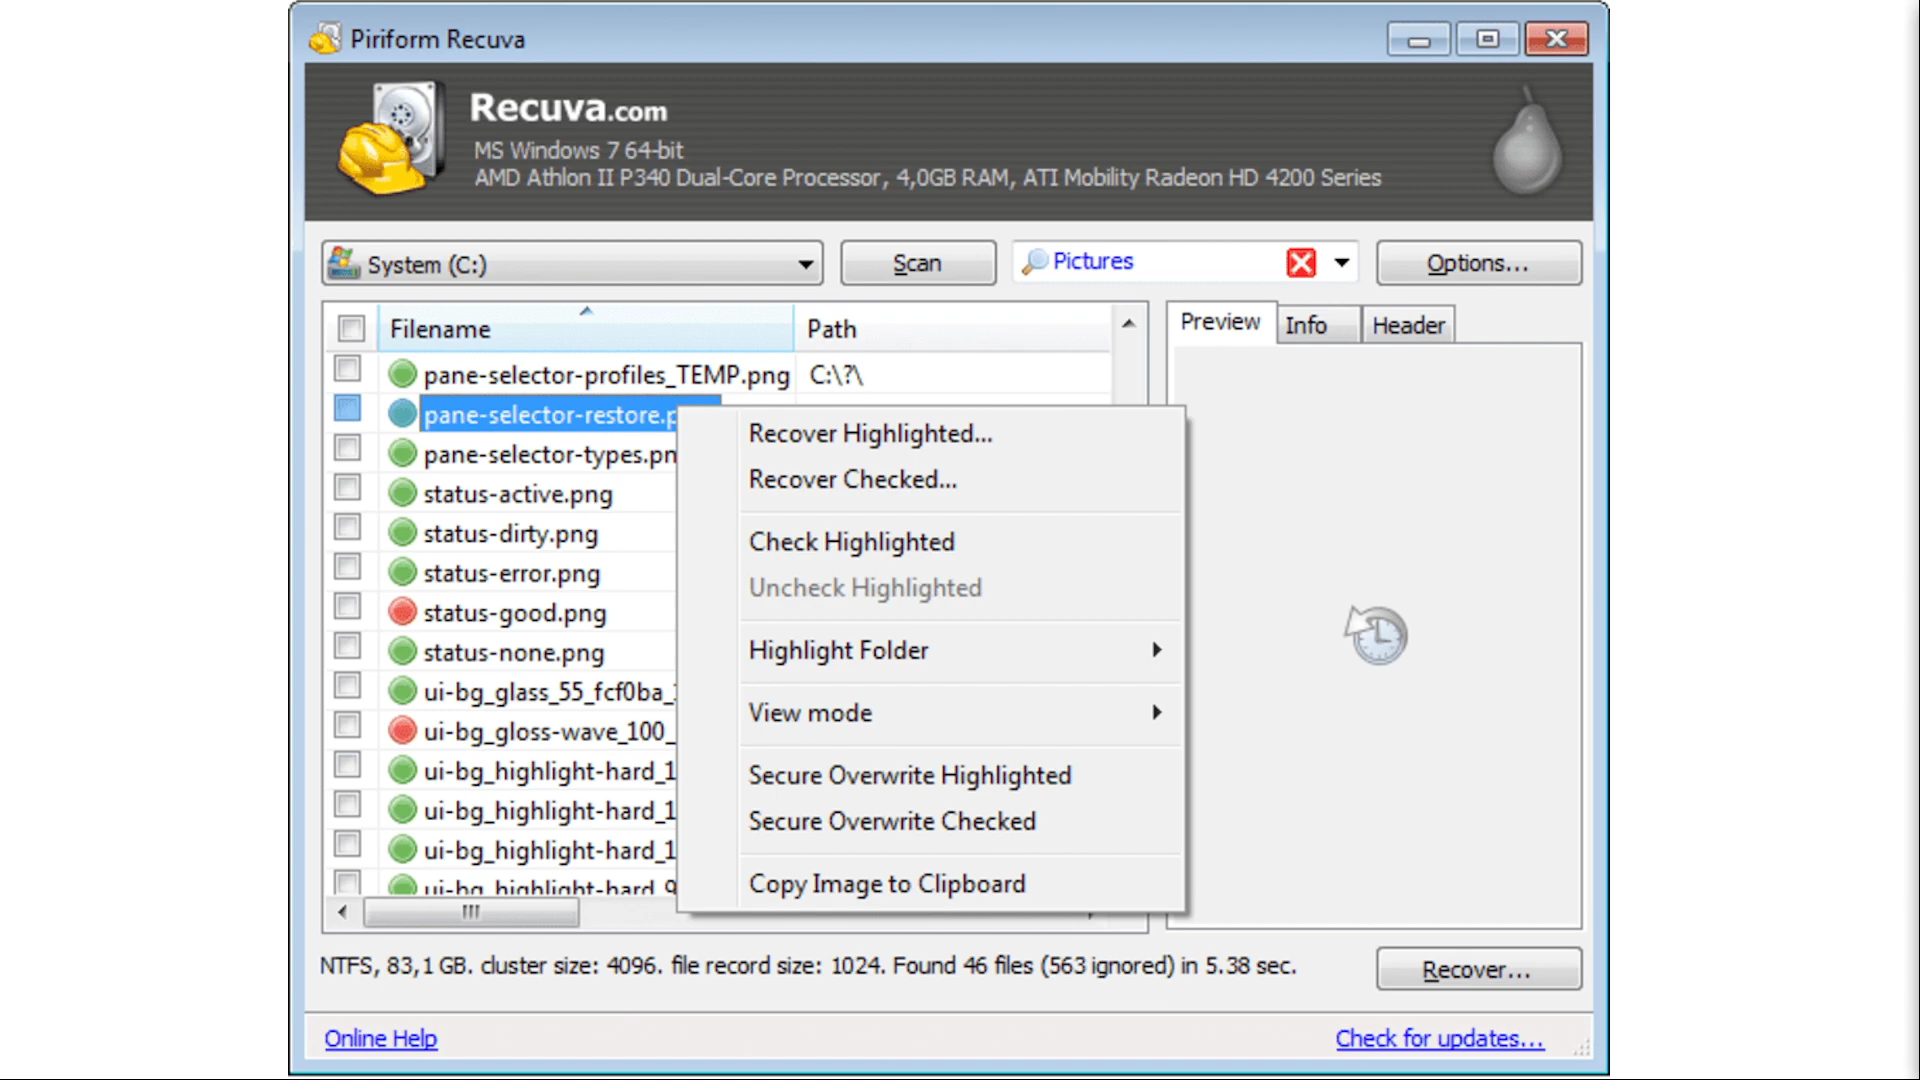 Piriform Recuva
Recuva.com
MS Windows 7 64-bit
AMD Athlon II P340 Dual-Core Processor, 4,0GB RAM, ATI Mobility Radeon HD 4200 Series
System (C:)
Scan
Pictures
Options...
Filename
Path
Preview
Info
Header
pane-selector-profiles_TEMP.png
C:\?\
pane-selector-restore.p
pane-selector-types.pn
status-active.png
status-dirty.png
status-error.png
status-good.png
status-none.png
ui-bg_glass_55_fcf0ba_
ui-bg_gloss-wave_100_
ui-bg_highlight-hard_1
ui-bg_highlight-hard_1
ui-bg_highlight-hard_1
ui-bg_highlight-hard_9
Recover Highlighted...
Recover Checked...
Check Highlighted
Uncheck Highlighted
Highlight Folder
View mode
Secure Overwrite Highlighted
Secure Overwrite Checked
Copy Image to Clipboard
NTFS, 83,1 GB. cluster size: 4096. file record size: 1024. Found 46 files (563 ignored) in 5.38 sec.
Recover...
Online Help
Check for updates...